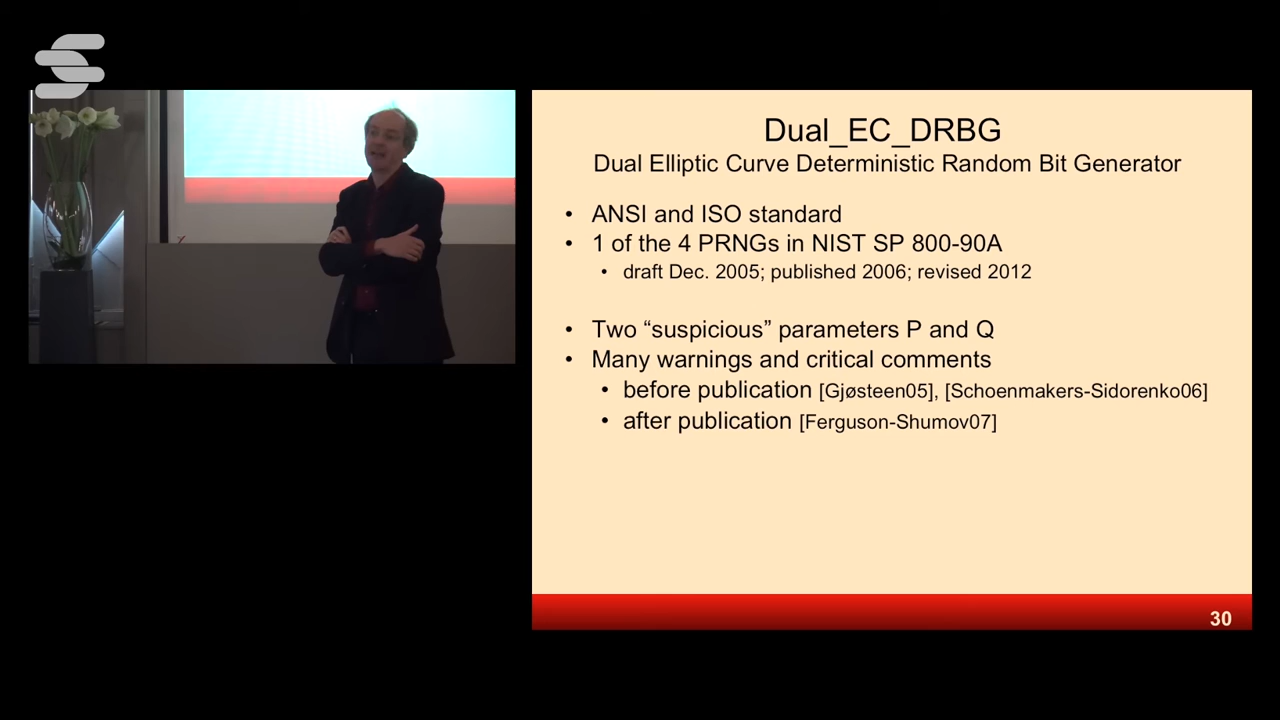 Dual_EC_DRBG
Dual Elliptic Curve Deterministic Random Bit Generator
• ANSI and ISO standard
• 1 of the 4 PRNGs in NIST SP 800-90A
• draft Dec. 2005; published 2006; revised 2012
• Two “suspicious” parameters P and Q
• Many warnings and critical comments
• before publication [Gjøsteen05], [Schoenmakers-Sidorenko06]
• after publication [Ferguson-Shumov07]
30